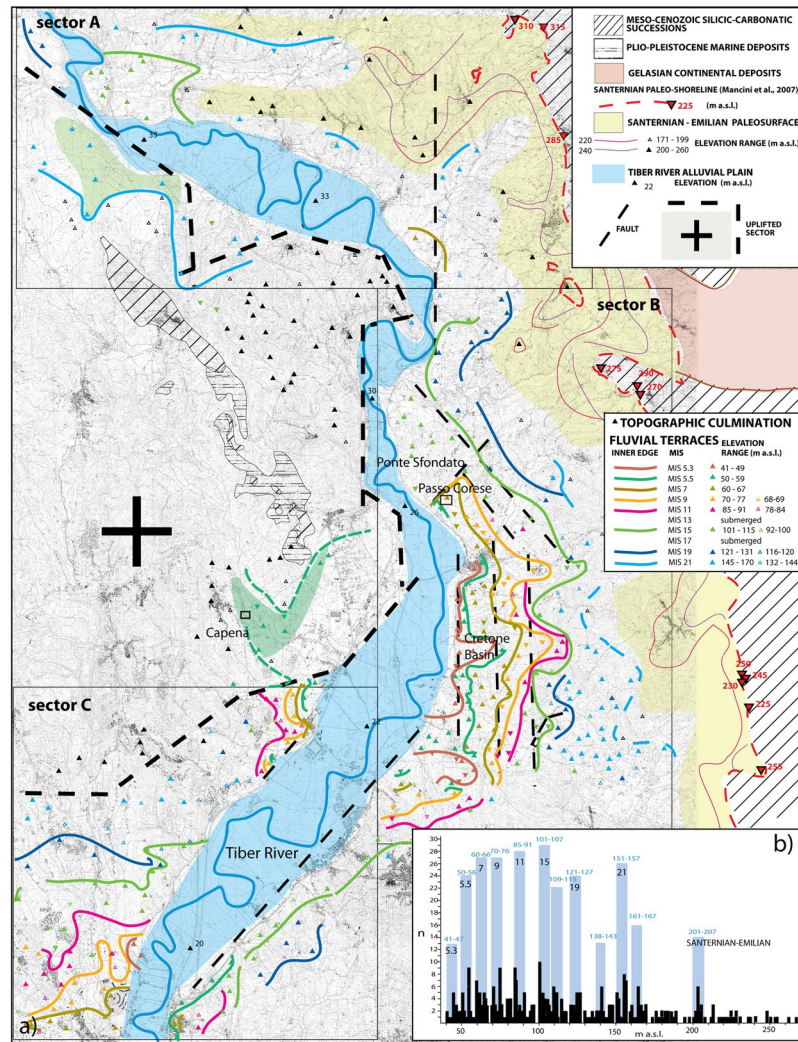 sector A
310
315
285
35
33
MESO-CENOZOIC SILICIC-CARBONATIC
SUCCESSIONS
PLIO-PLEISTOCENE MARINE DEPOSITS
GELASIAN CONTINENTAL DEPOSITS
SANTERNIAN PALEO-SHORELINE (Mancini et al., 2007)
225 (m a.s.l.)
SANTERNIAN - EMILIAN PALEOSURFACE
220
240
171 - 199
200 - 260
ELEVATION RANGE (m a.s.l.)
TIBER RIVER ALLUVIAL PLAIN
22 ELEVATION (m a.s.l.)
FAULT
UPLIFTED
SECTOR
sector B
275
290
270
30
Ponte Sfondato
Passo Corese
26
Capena
Cretone
Basin
TOPOGRAPHIC CULMINATION
FLUVIAL TERRACES
INNER EDGE MIS ELEVATION
RANGE (m a.s.l.)
MIS 5.3 41 - 49
MIS 5.5 50 - 59
MIS 7 60 - 67
MIS 9 70 - 77 68-69
MIS 11 85 - 91 78-84
MIS 13 submerged
MIS 15 101 - 115 92-100
MIS 17 submerged
MIS 19 121 - 131 116-120
MIS 21 145 - 170 132 - 144
250
245
230
225
255
sector C
22
Tiber River
20
a)
b)
30
28
26
24
22
20
18
16
14
12
10
8
6
4
2
n
41-47
5.3
50-56
5.5
60-66
7
70-76
9
85-91
11
101-107
15
121-127
19
138-143
151-157
21
161-167
201-207
SANTERNIAN-EMILIAN
50
100
150
200
250
m a.s.l.